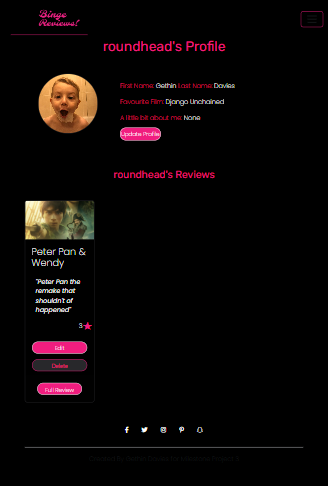 Binge
Reviews!
roundhead's Profile
First Name: Gethin Last Name: Davies
Favourite Film: Django Unchained
A little about me: None
Update Profile
roundhead's Reviews
Peter Pan &
Wendy
"Peter Pan the
remake that
shouldn't of
happened"
3
Edit
Delete
Full Review